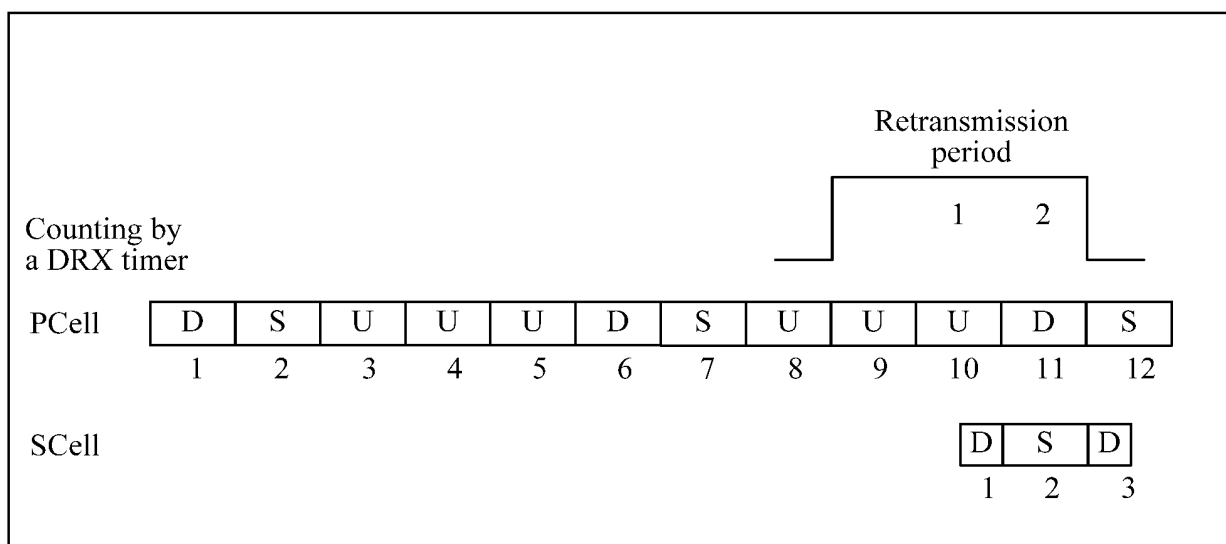 Retransmission
period
1 2
Counting by
a DRX timer
PCell D S U U U D S U U U D S
1 2 3 4 5 6 7 8 9 10 11 12
SCell D S D
1 2 3